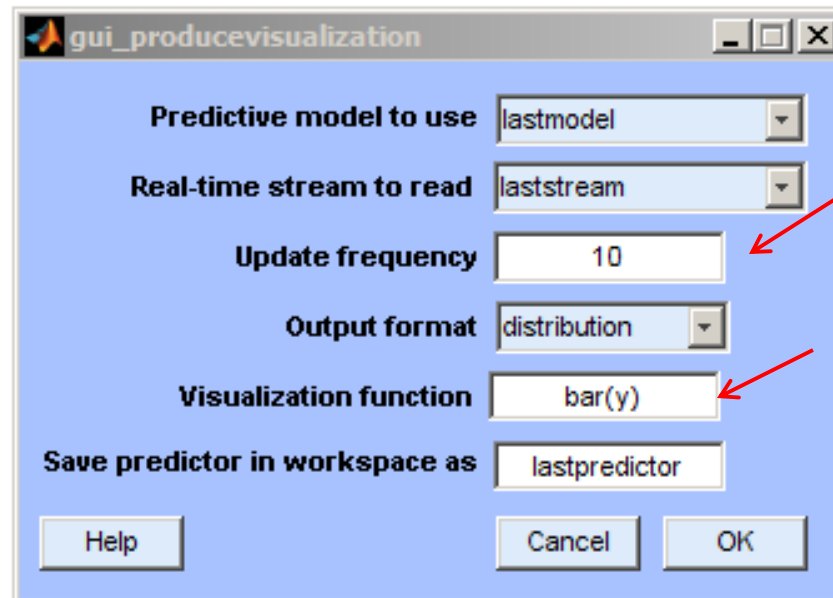 gui_producevisualization
Predictive model to use lastmodel
Real-time stream to read laststream
Update frequency 10
Output format distribution
Visualization function bar(y)
Save predictor in workspace as lastpredictor
Help Cancel OK